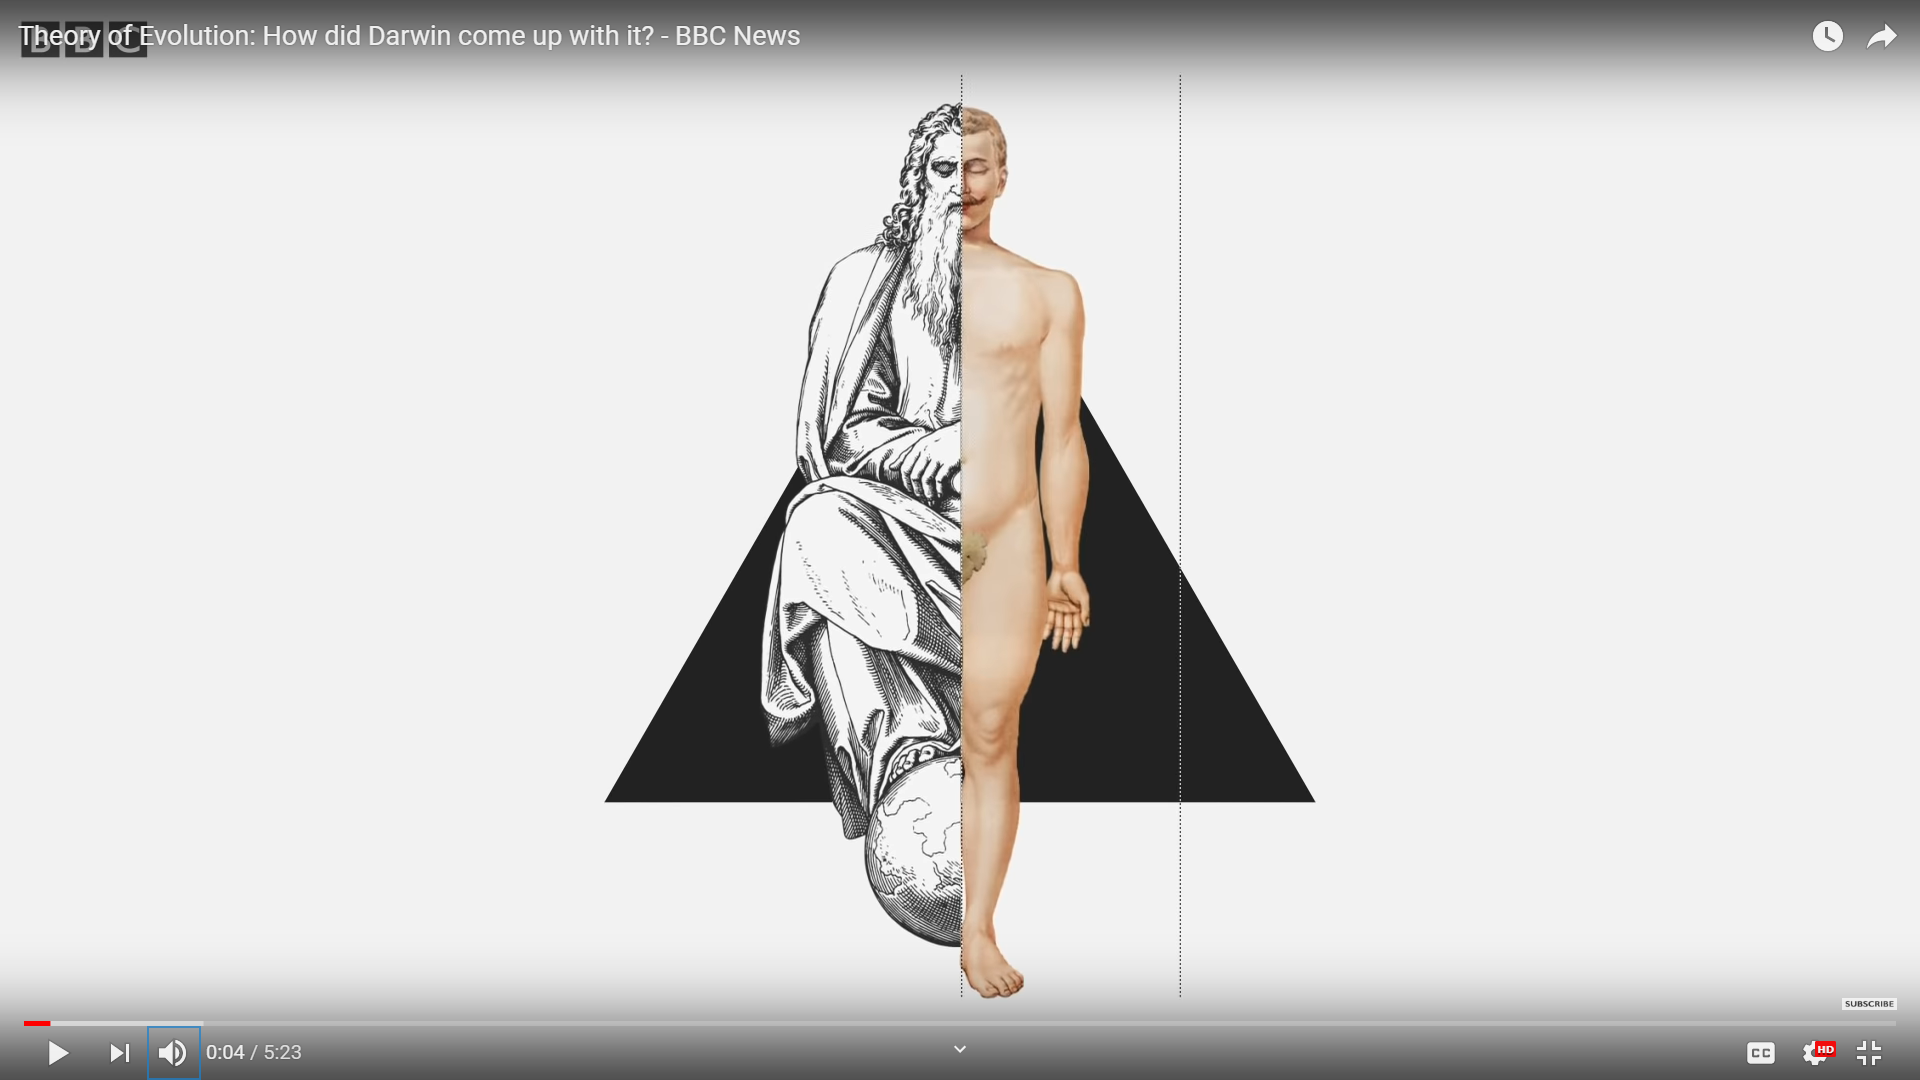 Theory of Evolution: How did Darwin come up with it? - BBC News
BBC
SUBSCRIBE
0:04 / 5:23
CC
HD